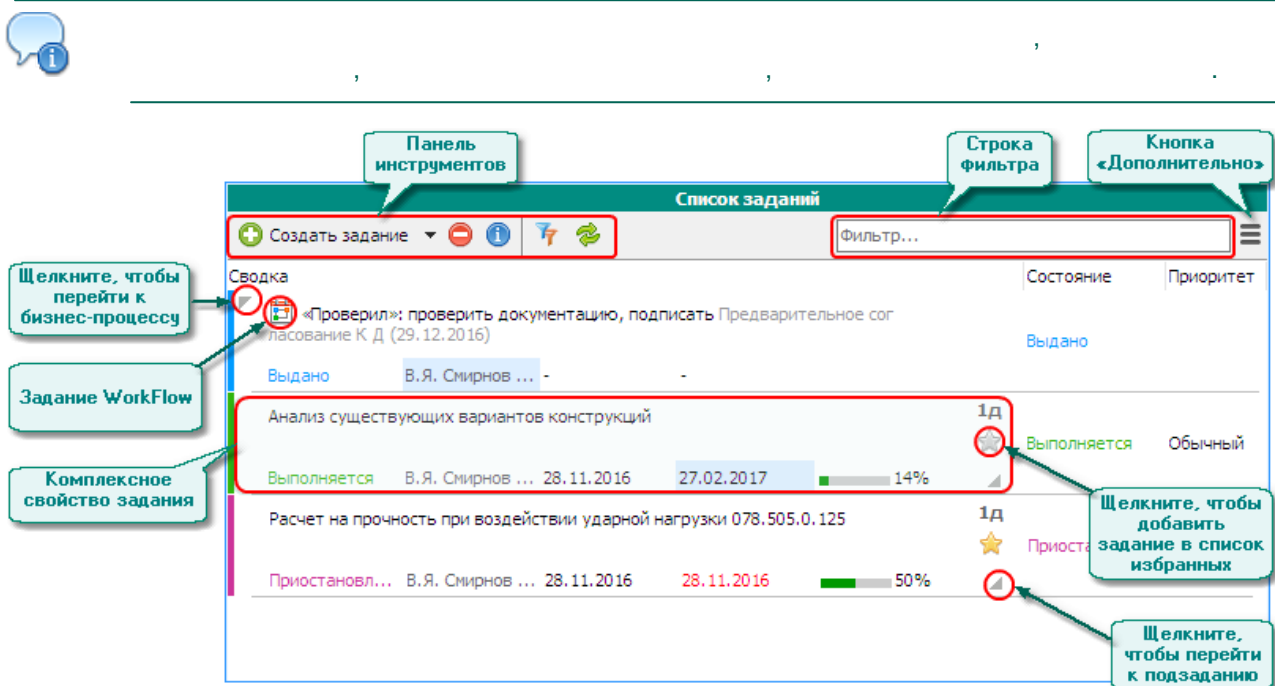 ,
, , .
Панель
инструментов
Строка
фильтра
Кнопка
«Дополнительно»
Список заданий
Создать задание
Фильтр...
Щелкните, чтобы
перейти к
бизнес-процессу
Сводка
Состояние
Приоритет
«Проверил»: проверить документацию, подписать Предварительное сог
ласование К Д (29.12.2016)
Выдано
Выдано В.Я. Смирнов ... - -
Задание WorkFlow
Анализ существующих вариантов конструкций
1д
Выполняется
Обычный
Выполняется В.Я. Смирнов ... 28.11.2016 27.02.2017 14%
Комплексное
свойство задания
Расчет на прочность при воздействии ударной нагрузки 078.505.0.125
1д
Приоста
Приостановл... В.Я. Смирнов ... 28.11.2016 28.11.2016 50%
Щелкните, чтобы
добавить
задание в список
избранных
Щелкните,
чтобы перейти
к подзаданию